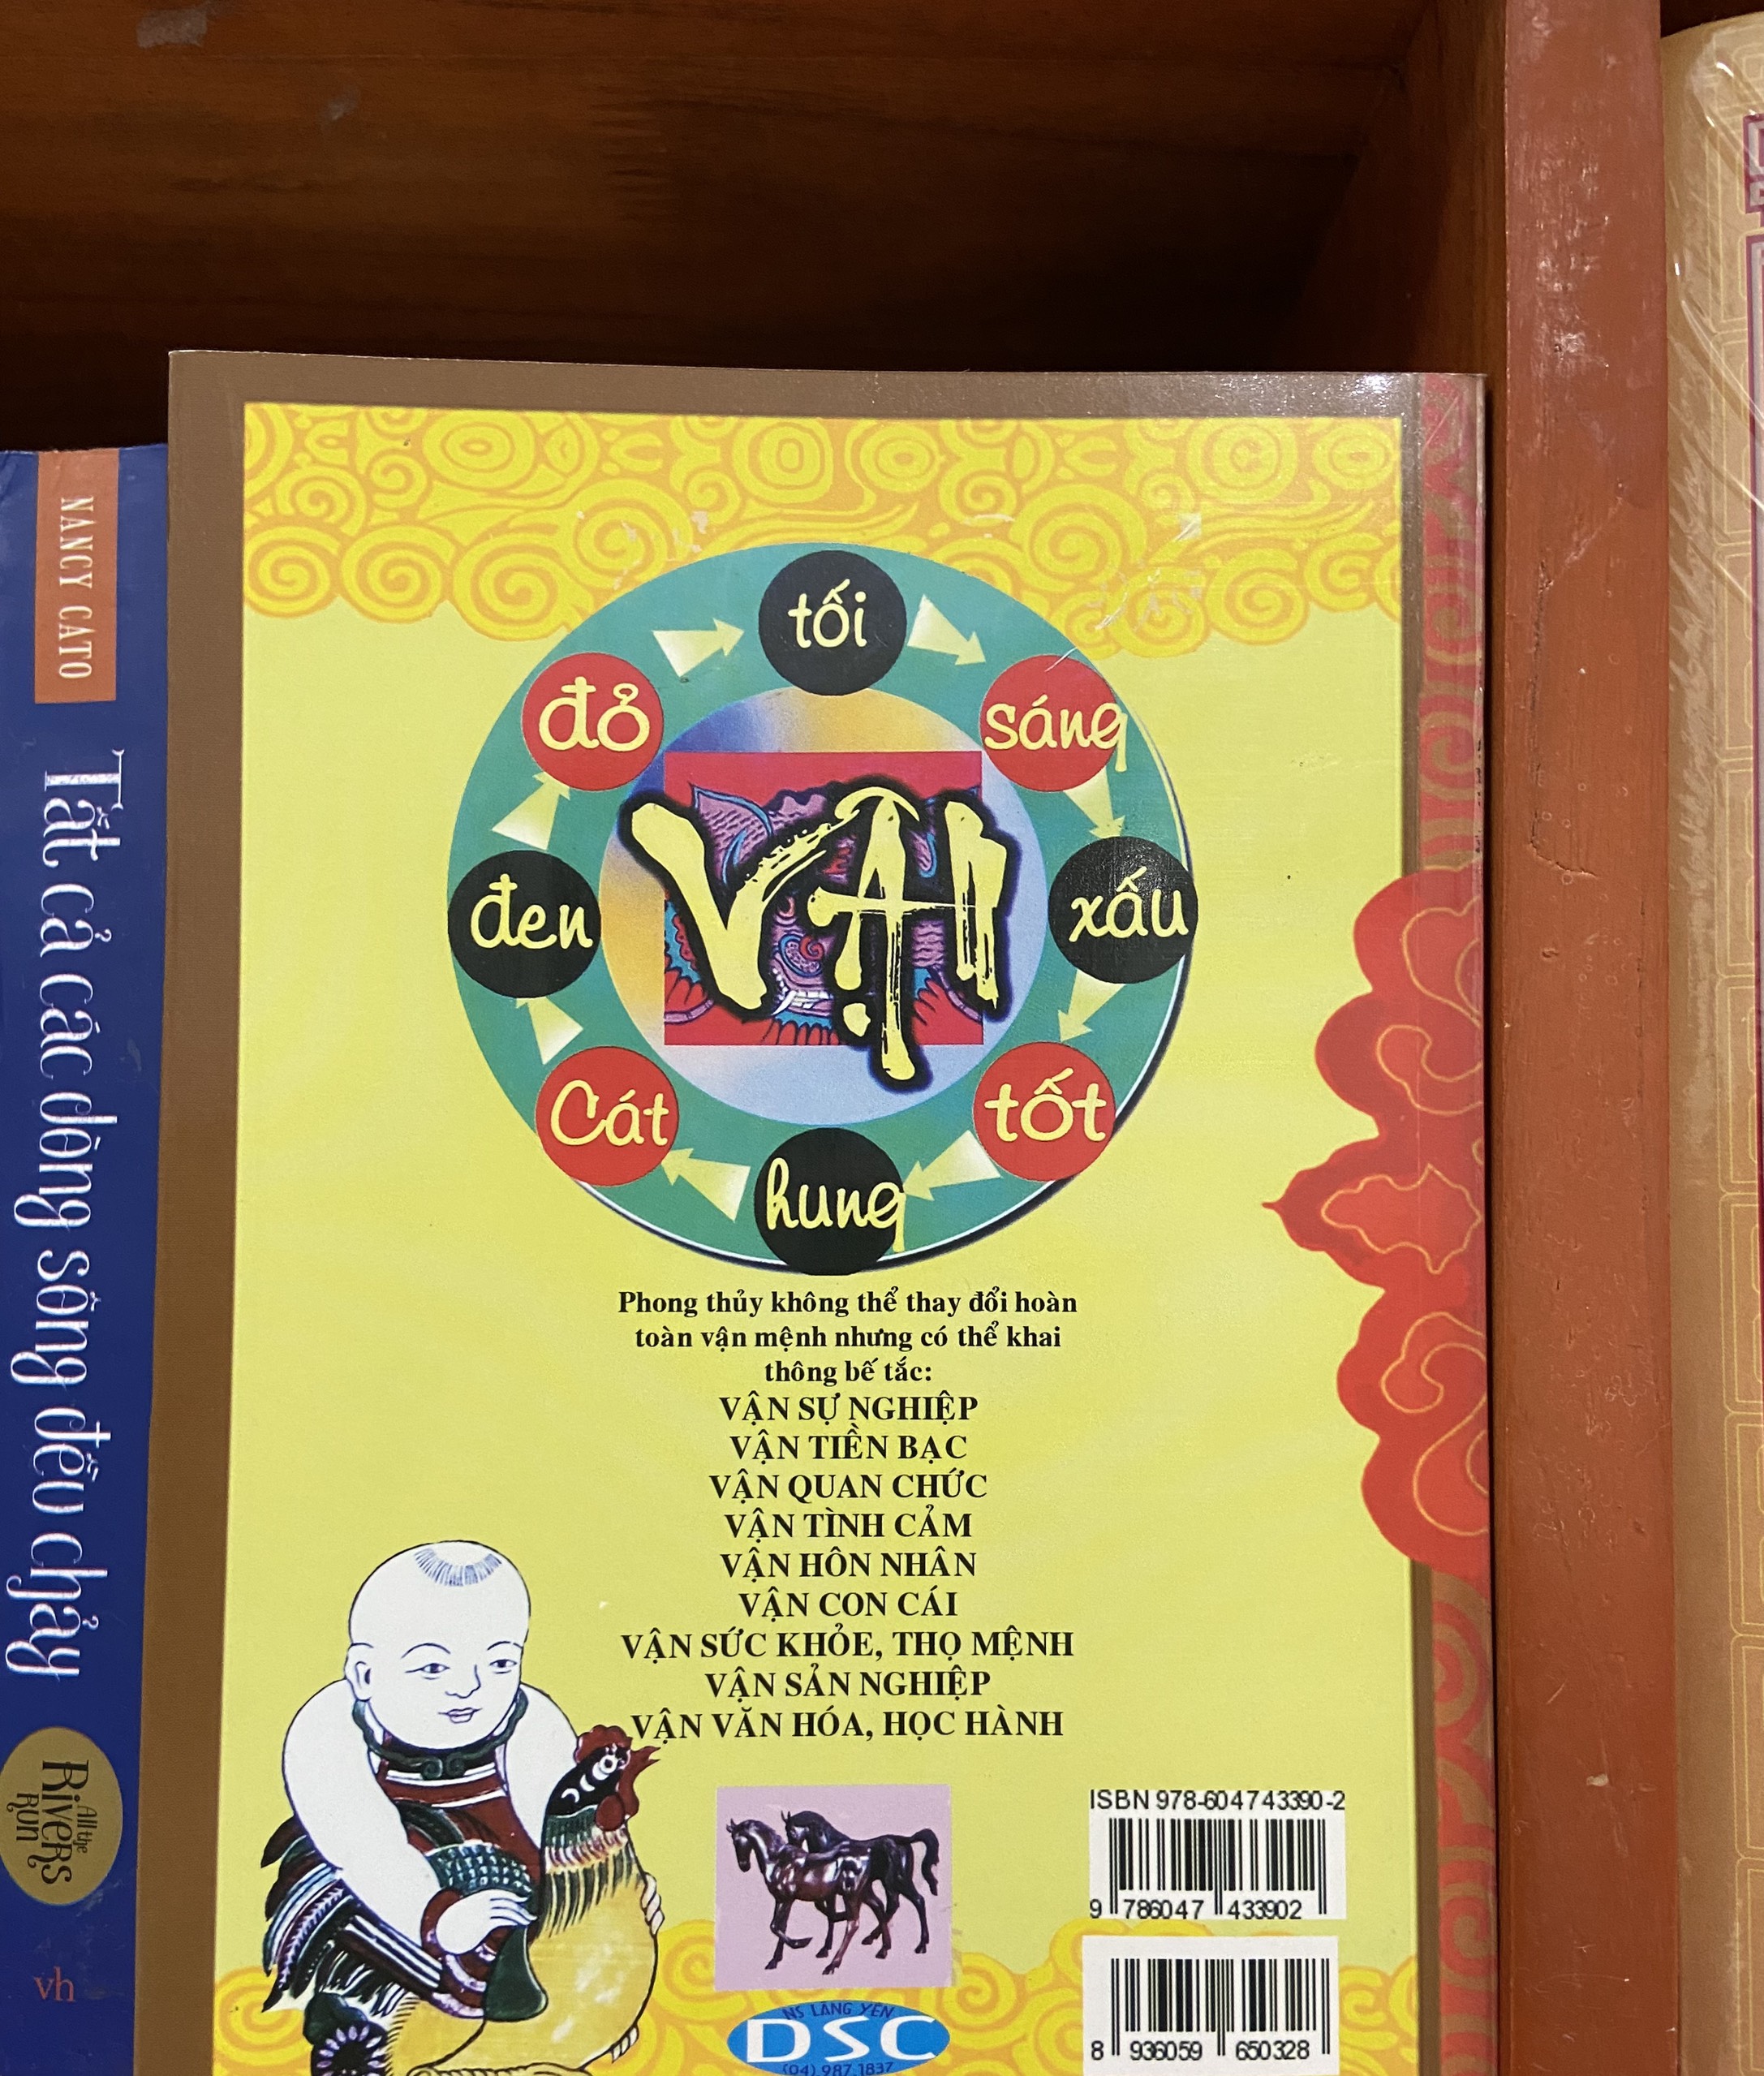 NANCY CATO
Tất cả các dòng sông đều chảy
All the
RIVERS
RUN
vh
tối
sáng
xấu
tốt
hung
Cát
đen
đỏ
VẬN
Phong thủy không thể thay đổi hoàn
toàn vận mệnh nhưng có thể khai
thông bế tắc:
VẬN SỰ NGHIỆP
VẬN TIỀN BẠC
VẬN QUAN CHỨC
VẬN TÌNH CẢM
VẬN HÔN NHÂN
VẬN CON CÁI
VẬN SỨC KHỎE, THỌ MỆNH
VẬN SẢN NGHIỆP
VẬN VĂN HÓA, HỌC HÀNH
ISBN 978-604743390-2
9 786047 433902
NS LÃNG YÊN
DSC
(04) 987.1837
8 936059 650328